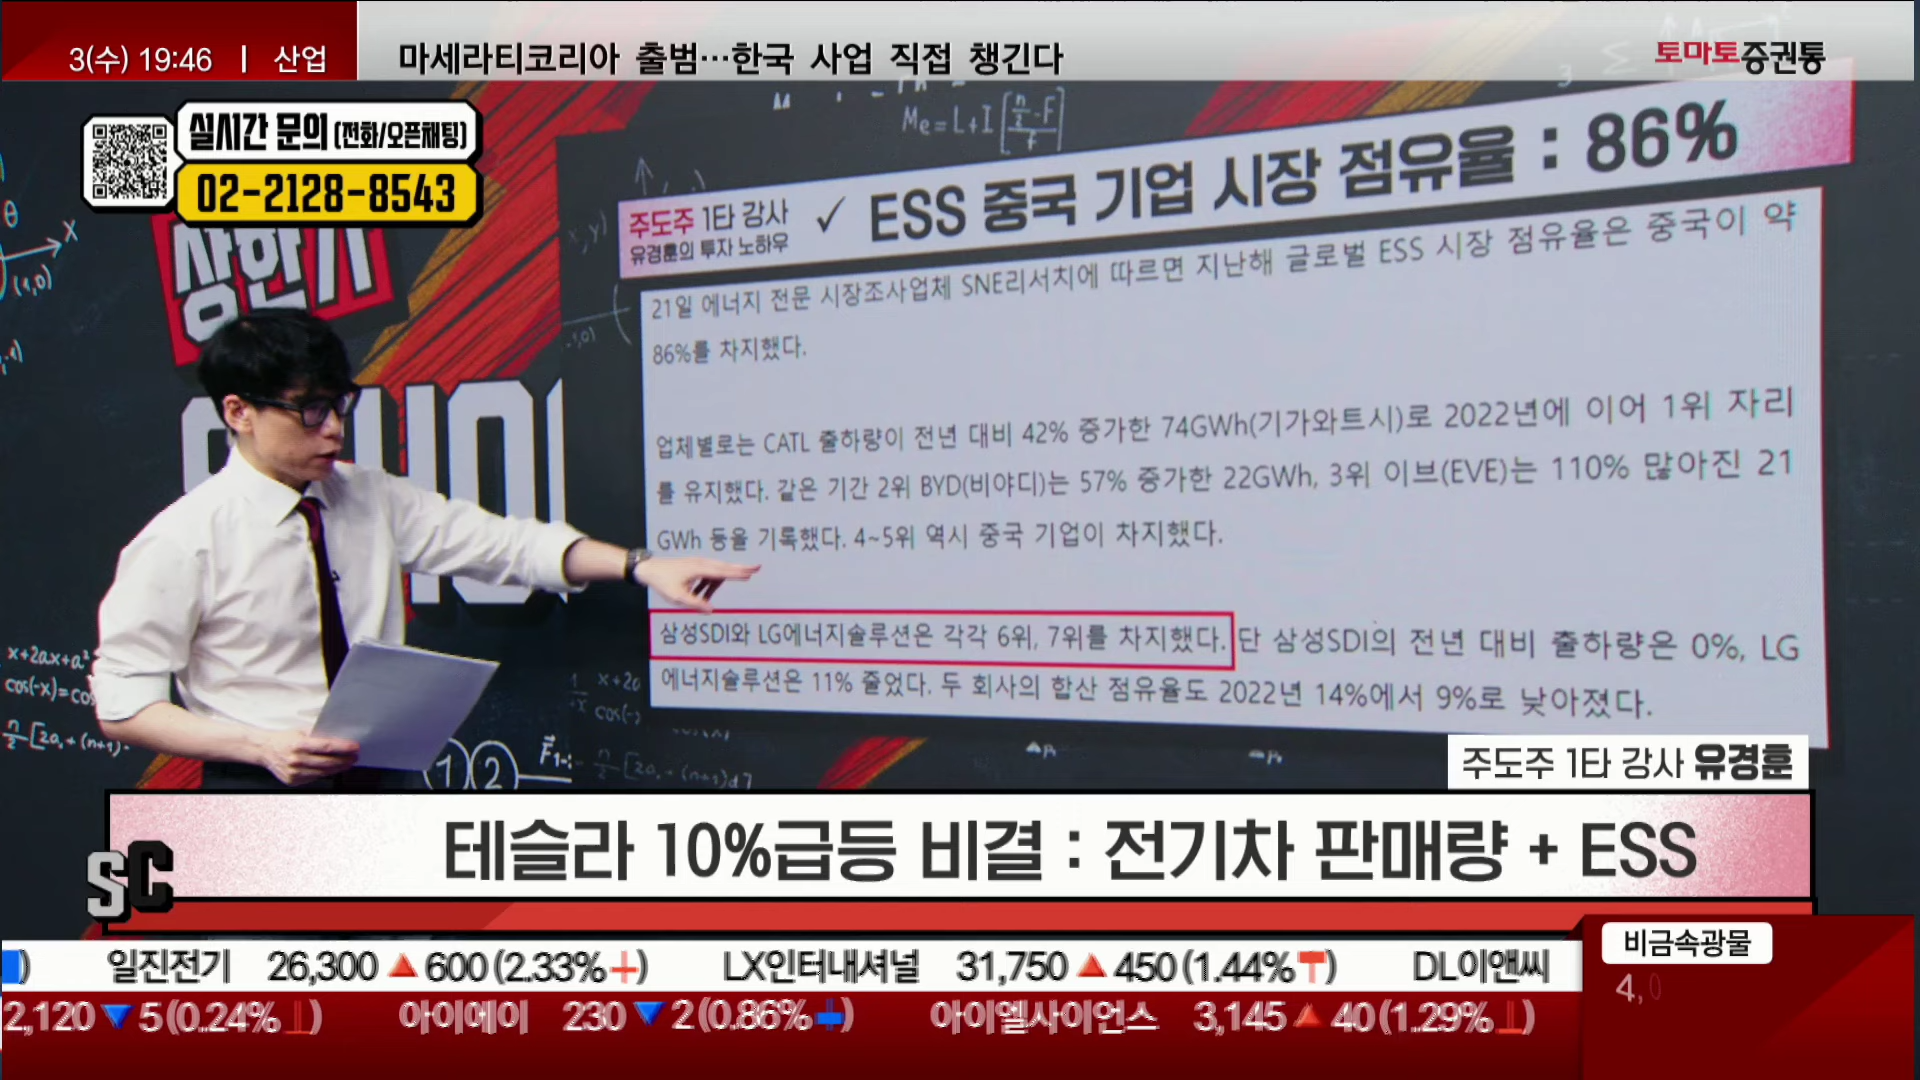 3(수) 19:46 | 산업
마세라티코리아 출범…한국 사업 직접 챙긴다
토마토증권통
실시간 문의 (전화/오픈채팅)
02-2128-8543
상한가
Me=L+I
주도주 1타 강사
유경훈의 투자 노하우
✓ ESS 중국 기업 시장 점유율 : 86%
21일 에너지 전문 시장조사업체 SNE리서치에 따르면 지난해 글로벌 ESS 시장 점유율은 중국이 약
86%를 차지했다.
업체별로는 CATL 출하량이 전년 대비 42% 증가한 74GWh(기가와트시)로 2022년에 이어 1위 자리
를 유지했다. 같은 기간 2위 BYD(비야디)는 57% 증가한 22GWh, 3위 이브(EVE)는 110% 많아진 21
GWh 등을 기록했다. 4~5위 역시 중국 기업이 차지했다.
삼성SDI와 LG에너지솔루션은 각각 6위, 7위를 차지했다. 단 삼성SDI의 전년 대비 출하량은 0%, LG
에너지솔루션은 11% 줄었다. 두 회사의 합산 점유율도 2022년 14%에서 9%로 낮아졌다.
주도주 1타 강사 유경훈
테슬라 10%급등 비결 : 전기차 판매량 + ESS
SC
일진전기 26,300 ▲ 600 (2.33%) LX인터내셔널 31,750 ▲ 450 (1.44%) DL이앤씨
비금속광물
2,120 ▼ 5 (0.24%) 아이에이 230 ▼ 2 (0.86%) 아이엘사이언스 3,145 ▲ 40 (1.29%)